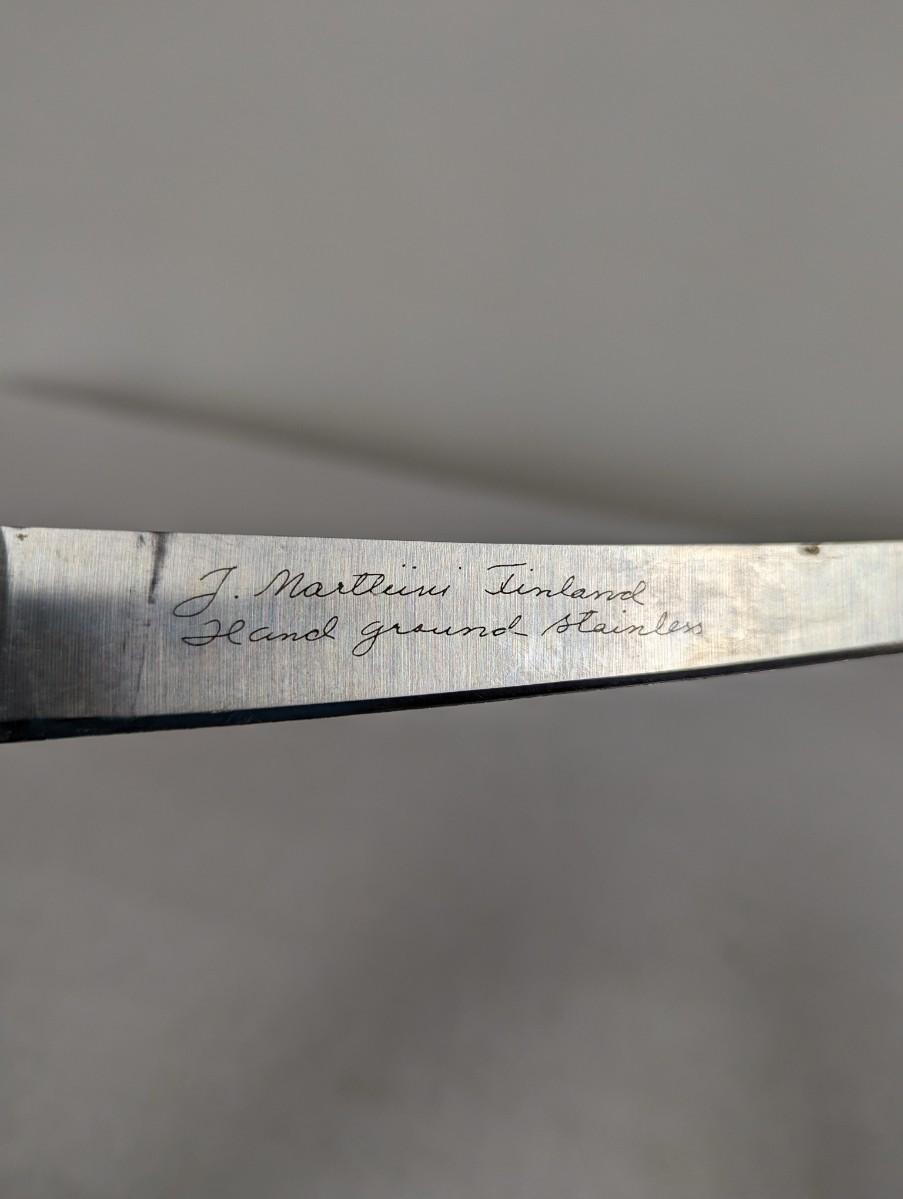 J. Marttiini Finland
Hand ground stainless